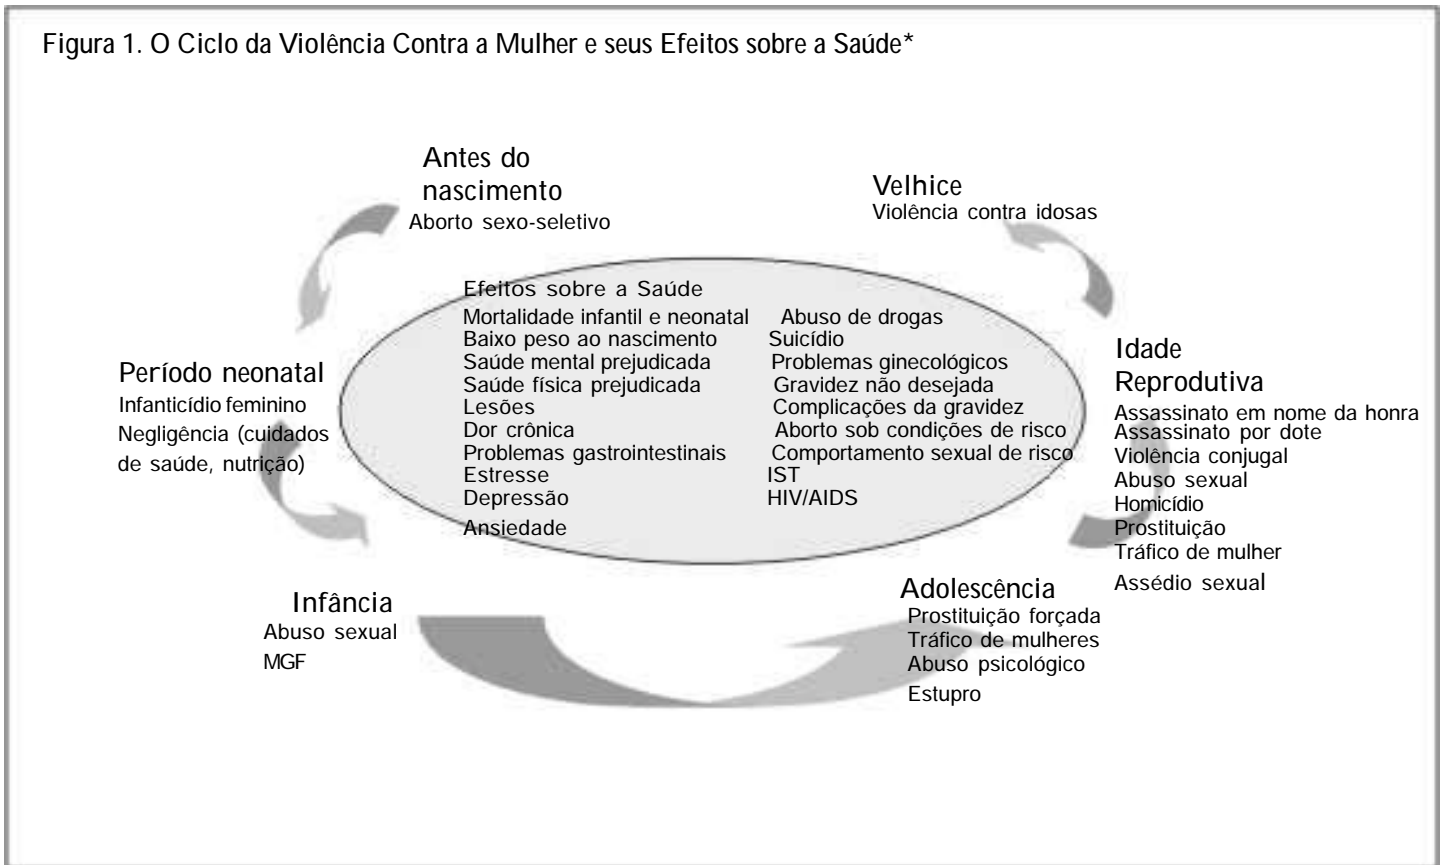 Figura 1. O Ciclo da Violência Contra a Mulher e seus Efeitos sobre a Saúde*
Antes do
nascimento
Aborto sexo-seletivo
Velhice
Violência contra idosas
Efeitos sobre a Saúde
Mortalidade infantil e neonatal
Baixo peso ao nascimento
Saúde mental prejudicada
Saúde física prejudicada
Lesões
Dor crônica
Problemas gastrointestinais
Estresse
Depressão
Ansiedade
Abuso de drogas
Suicídio
Problemas ginecológicos
Gravidez não desejada
Complicações da gravidez
Aborto sob condições de risco
Comportamento sexual de risco
IST
HIV/AIDS
Período neonatal
Infanticídio feminino
Negligência (cuidados
de saúde, nutrição)
Idade
Reprodutiva
Assassinato em nome da honra
Assassinato por dote
Violência conjugal
Abuso sexual
Homicídio
Prostituição
Tráfico de mulher
Assédio sexual
Infância
Abuso sexual
MGF
Adolescência
Prostituição forçada
Tráfico de mulheres
Abuso psicológico
Estupro